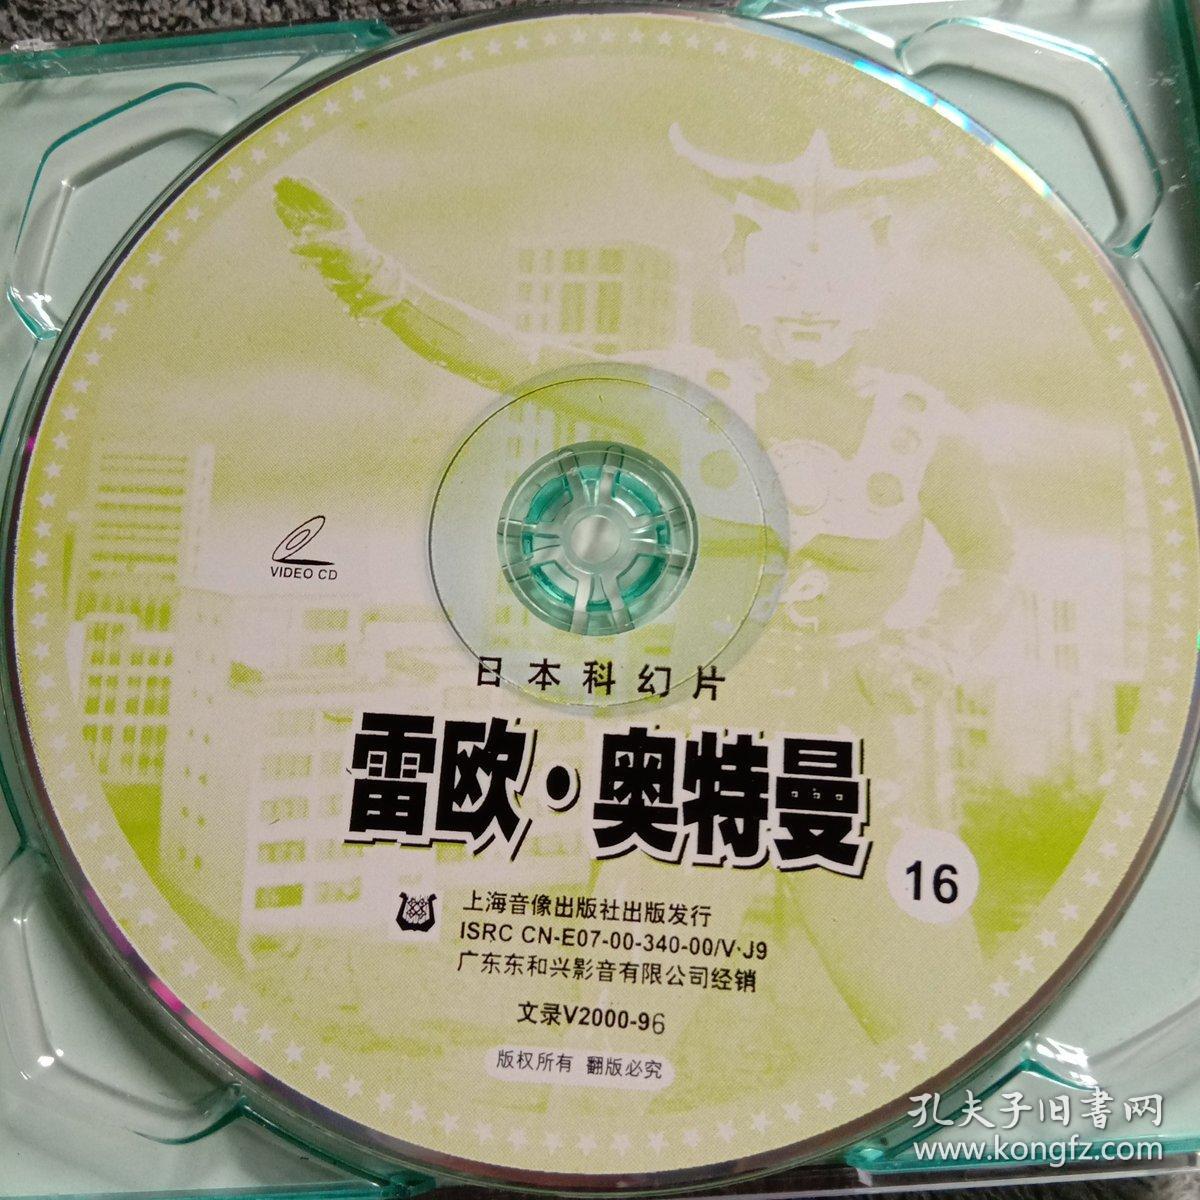 VIDEO CD
日本科幻片
雷欧·奥特曼
16
上海音像出版社出版发行
ISRC CN-E07-00-340-00/V·J9
广东东和兴影音有限公司经销
文录V2000-96
版权所有 翻版必究
孔夫子旧書网
www.kongfz.com